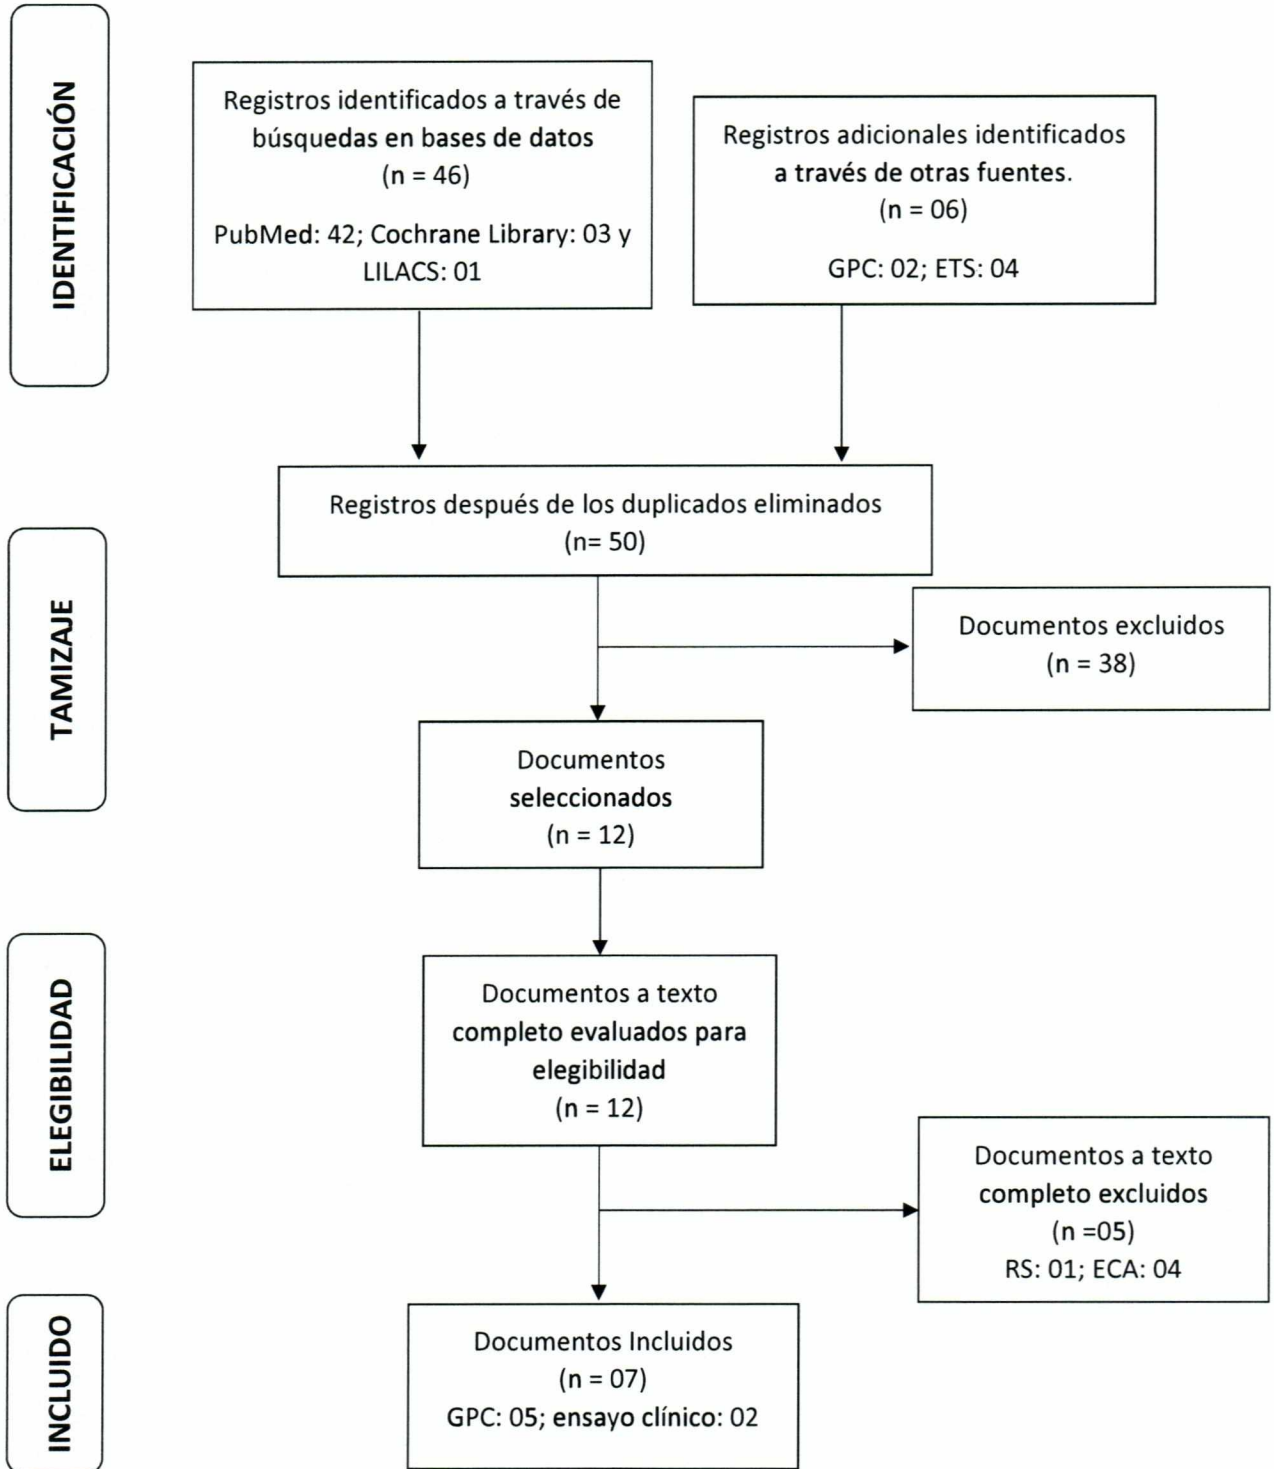 IDENTIFICACIÓN
Registros identificados a través de
búsquedas en bases de datos
(n = 46)
PubMed: 42; Cochrane Library: 03 y
LILACS: 01
Registros adicionales identificados
a través de otras fuentes.
(n = 06)
GPC: 02; ETS: 04
Registros después de los duplicados eliminados
(n= 50)
TAMIZAJE
Documentos excluidos
(n = 38)
Documentos
seleccionados
(n = 12)
ELEGIBILIDAD
Documentos a texto
completo evaluados para
elegibilidad
(n = 12)
Documentos a texto
completo excluidos
(n =05)
RS: 01; ECA: 04
INCLUIDO
Documentos Incluidos
(n = 07)
GPC: 05; ensayo clínico: 02